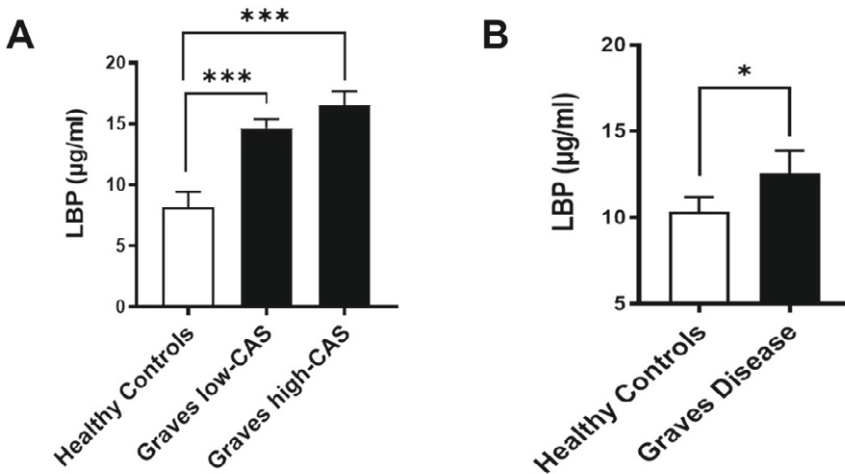 A
***
***
LBP (µg/ml)
20
15
10
5
0
Healthy Controls
Graves low-CAS
Graves high-CAS
B
*
LBP (µg/ml)
20
15
10
5
Healthy Controls
Graves Disease